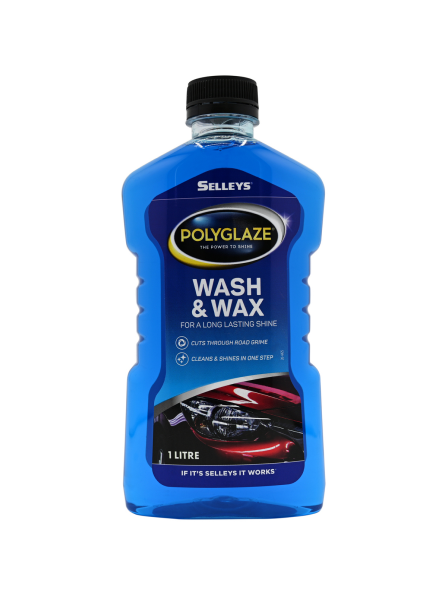 SELLEYS®
POLYGLAZE®
THE POWER TO SHINE
WASH
& WAX
FOR A LONG LASTING SHINE
CUTS THROUGH ROAD GRIME
CLEANS & SHINES IN ONE STEP
1 LITRE
IF IT'S SELLEYS IT WORKS